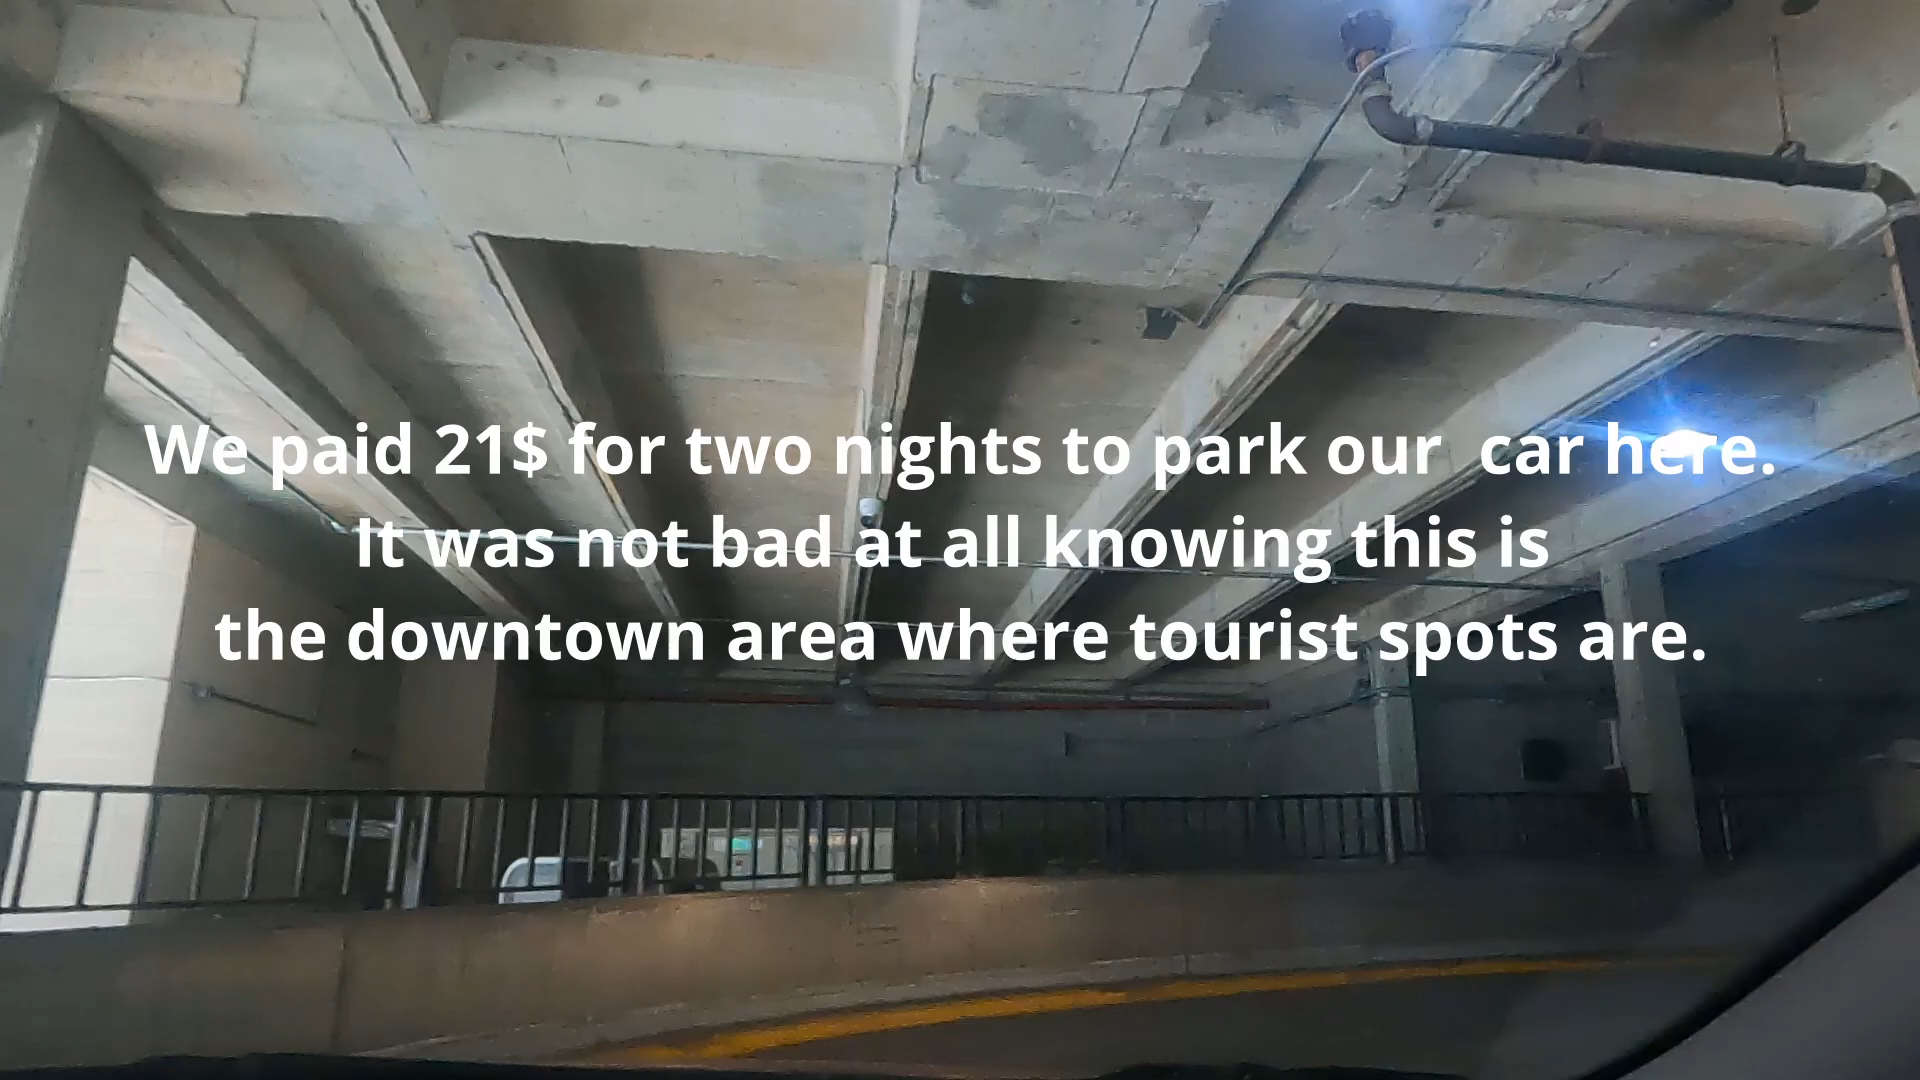 We paid 21$ for two nights to park our  car here.
It was not bad at all knowing this is
the downtown area where tourist spots are.